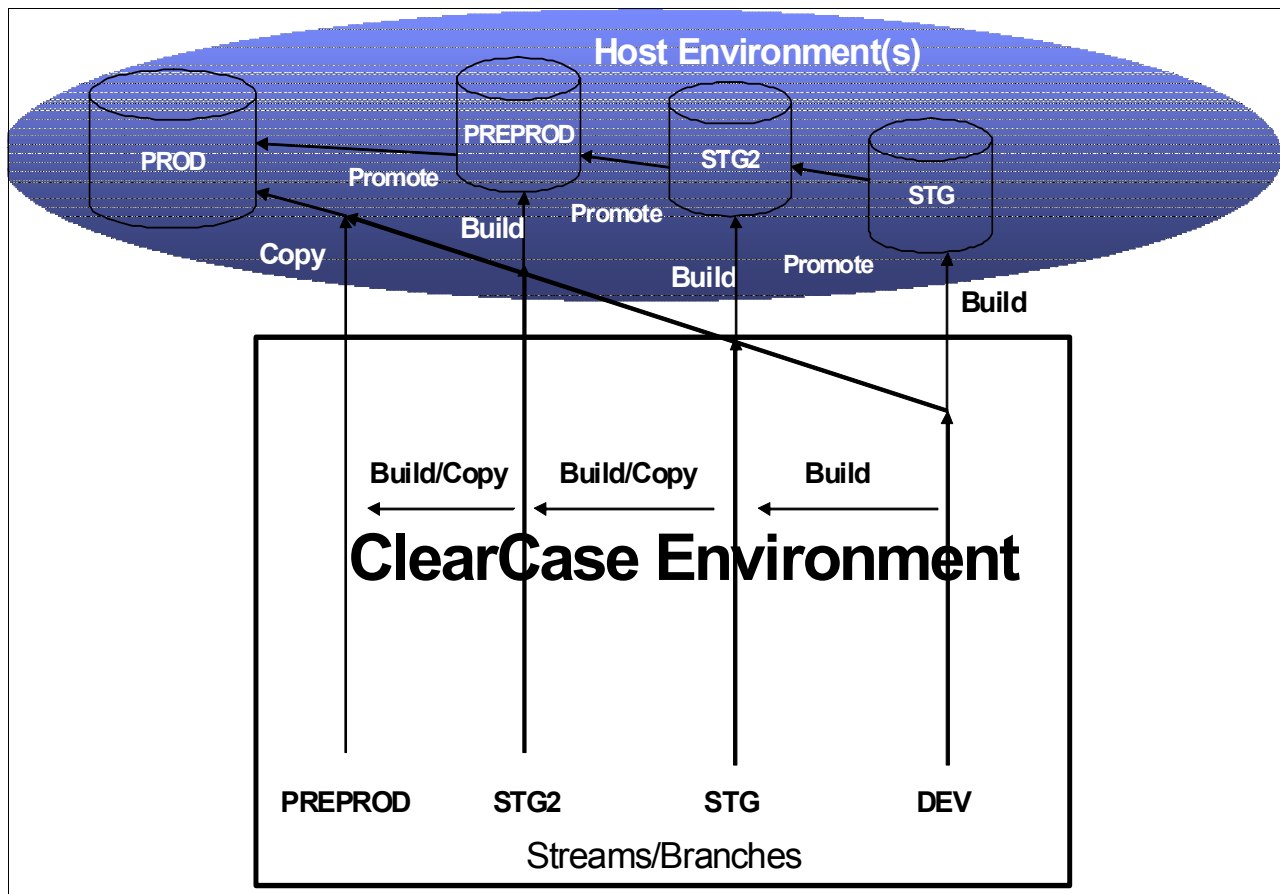 Host Environment(s)
PREPROD
PROD
STG2
STG
Promote
Promote
Build
Copy
Promote
Build
Build
Build/Copy
Build/Copy
Build
ClearCase Environment
PREPROD
STG2
STG
DEV
Streams/Branches